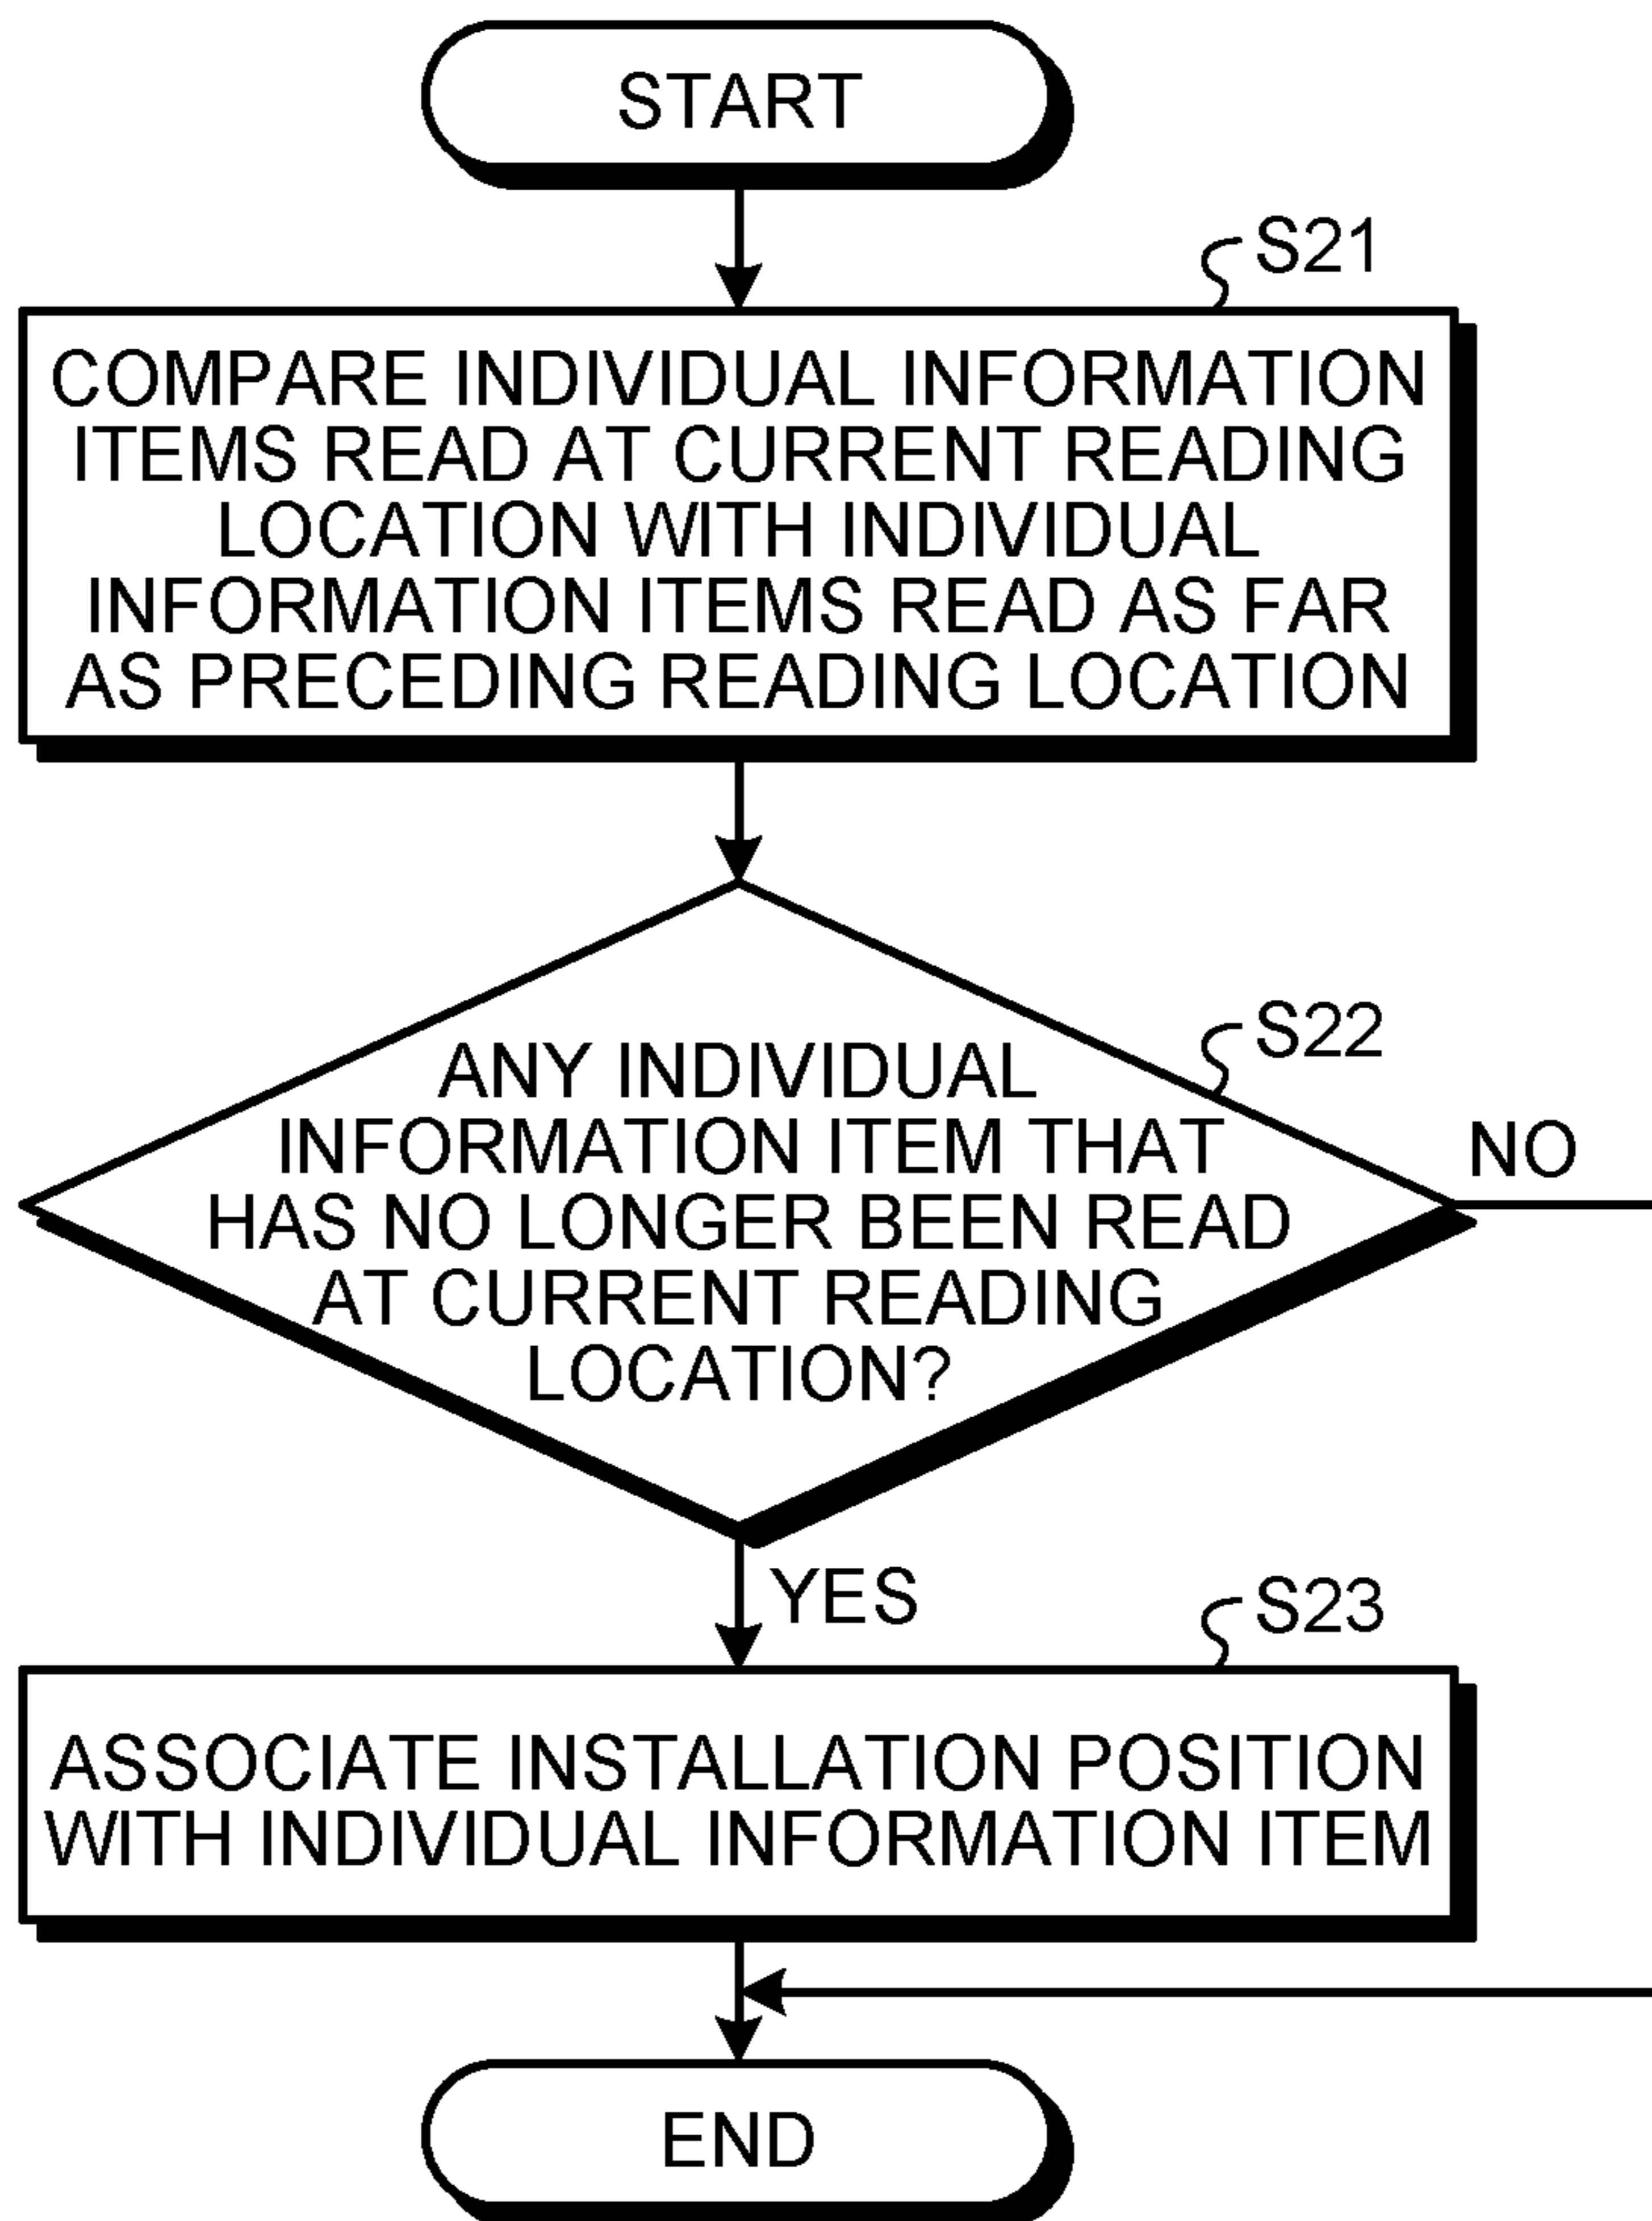 START
S21
COMPARE INDIVIDUAL INFORMATION
ITEMS READ AT CURRENT READING
LOCATION WITH INDIVIDUAL
INFORMATION ITEMS READ AS FAR
AS PRECEDING READING LOCATION
S22
ANY INDIVIDUAL
INFORMATION ITEM THAT
HAS NO LONGER BEEN READ
AT CURRENT READING
LOCATION?
NO
YES
S23
ASSOCIATE INSTALLATION POSITION
WITH INDIVIDUAL INFORMATION ITEM
END